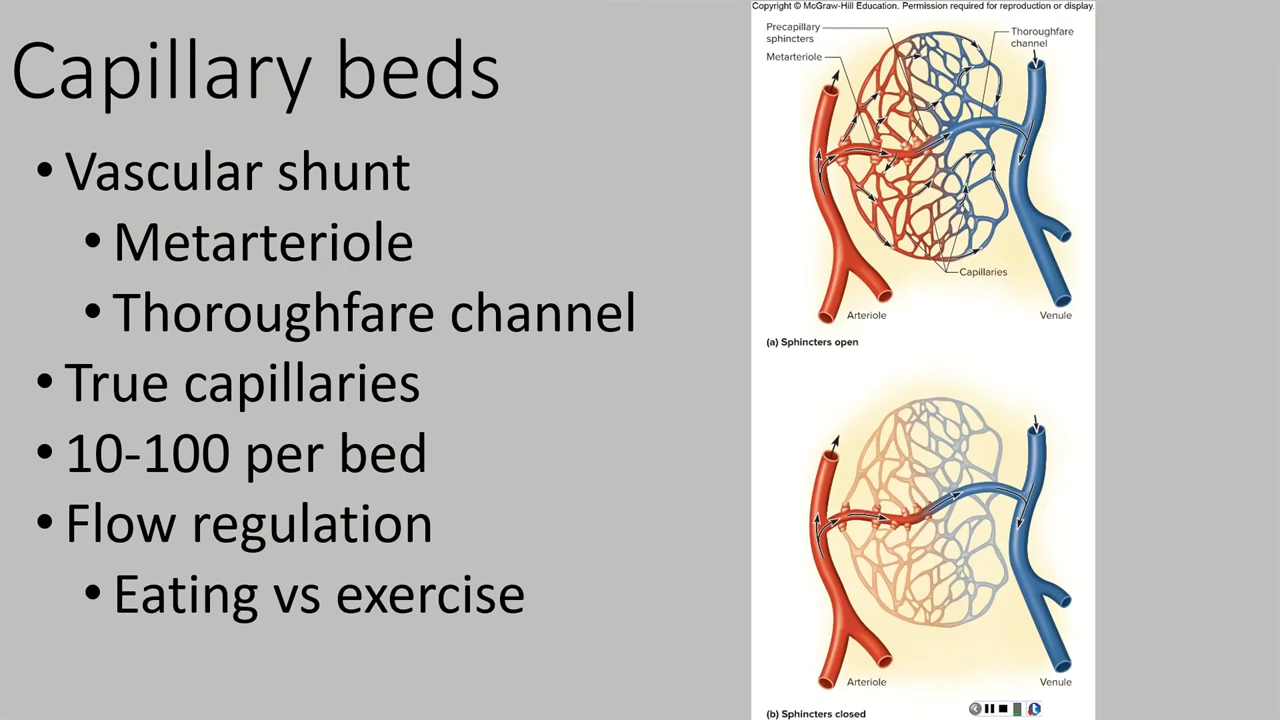 Capillary beds
• Vascular shunt
• Metarteriole
• Thoroughfare channel
• True capillaries
• 10-100 per bed
• Flow regulation
• Eating vs exercise
Copyright © McGraw-Hill Education. Permission required for reproduction or display.
Precapillary
sphincters
Metarteriole
Thoroughfare
channel
Capillaries
Arteriole
Venule
(a) Sphincters open
Arteriole
Venule
(b) Sphincters closed